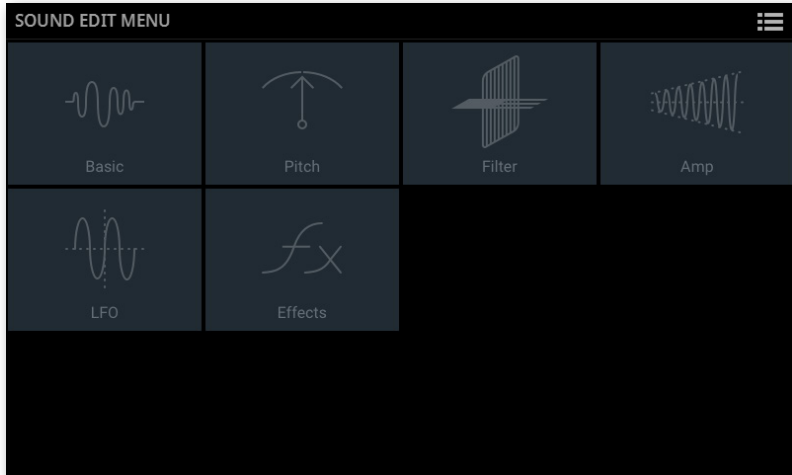 SOUND EDIT MENU
Basic
Pitch
Filter
Amp
LFO
Effects